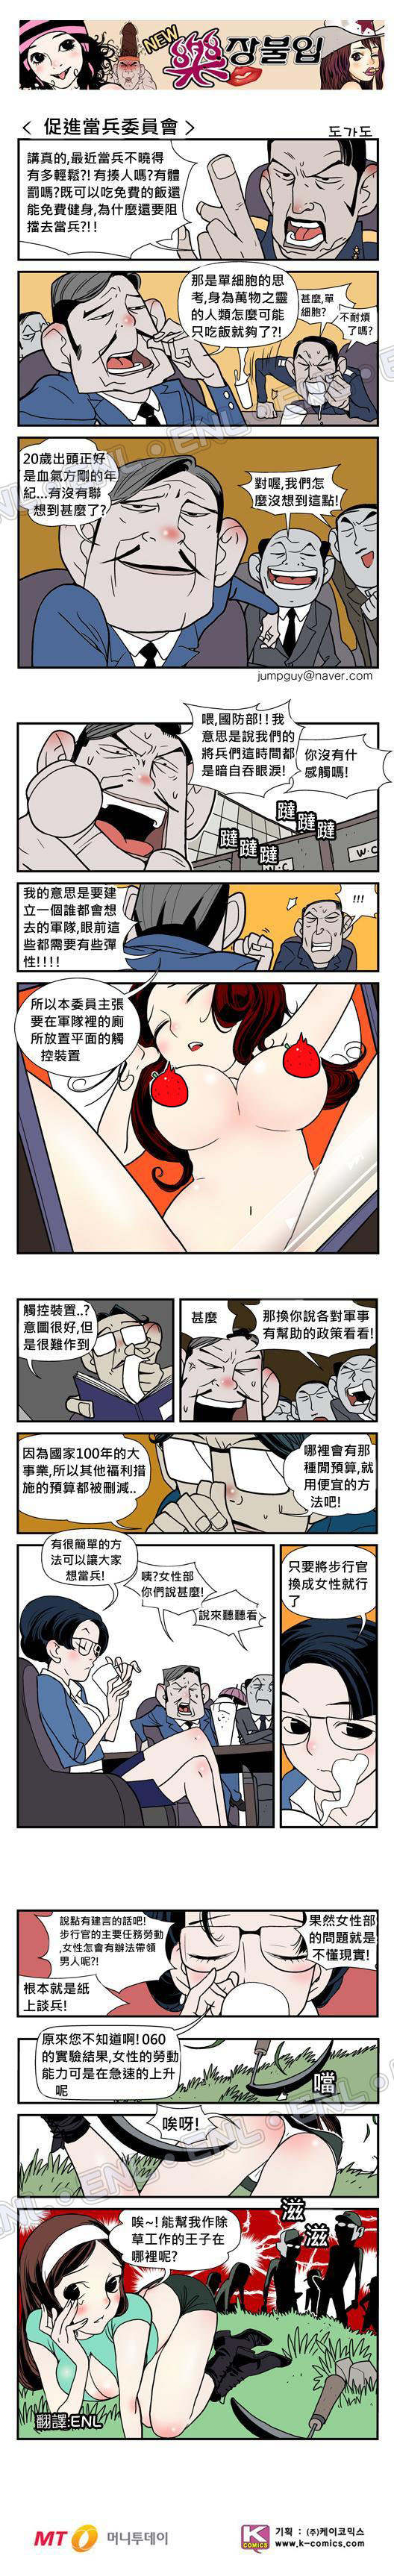 NEW
樂장불입
< 促進當兵委員會 >
도가도
講真的,最近當兵不曉得
有多輕鬆?!有揍人嗎?有體
罰嗎?既可以吃免費的飯還
能免費健身,為什麼還要阻
擋去當兵?!!
那是單細胞的思
考,身為萬物之靈
的人類怎麼可能
只吃飯就夠了?!
甚麼,單
細胞?
不耐煩
了嗎?
20歲出頭正好
是血氣方剛的年
紀...有沒有聯
想到甚麼了?
對喔,我們怎
麼沒想到這點!
jumpguy@naver.com
喂,國防部!!我
意思是說我們的
將兵們這時間都
是暗自吞眼淚!
你沒有什
感觸嗎!
躂躂躂
躂躂躂
W.C
我的意思是要建
立一個誰都會想
去的軍隊,眼前這
些都需要有些彈
性!!!!
!!!
所以本委員主張
要在軍隊裡的廁
所放置平面的觸
控裝置
觸控裝置..?
意圖很好,但
是很難作到
甚麼
那換你說各對軍事
有幫助的政策看看!
因為國家100年的大
事業,所以其他福利措
施的預算都被刪減..
哪裡會有那
種閒預算,就
用便宜的方
法吧!
有很簡單的方
法可以讓大家
想當兵!
咦?女性部
你們說甚麼!
說來聽聽看
只要將步行官
換成女性就行
了
說點有建言的話吧!
步行官的主要任務勞動
,女性怎會有辦法帶領
男人呢?!
果然女性部
的問題就是
不懂現實!
根本就是紙
上談兵!
原來您不知道啊!060
的實驗結果,女性的勞動
能力可是在急速的上升
呢
噹
唉呀!
唉~!能幫我作除
草工作的王子在
哪裡呢?
滋
滋
翻譯:ENL
MT 머니투데이
K COMICS
기획 : (주)케이코믹스
www.k-comics.com